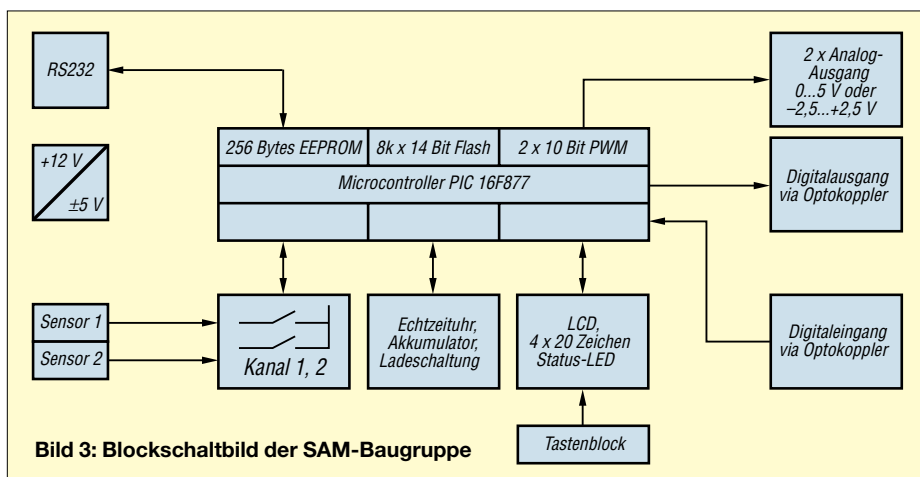 RS232
2 x Analog-
Ausgang
0...5 V oder
–2,5...+2,5 V
256 Bytes EEPROM
8k x 14 Bit Flash
2 x 10 Bit PWM
Microcontroller PIC 16F877
+12 V
±5 V
Digitalausgang
via Optokoppler
Sensor 1
Sensor 2
Kanal 1, 2
Echtzeituhr,
Akkumulator,
Ladeschaltung
LCD,
4 x 20 Zeichen
Status-LED
Digitaleingang
via Optokoppler
Tastenblock
Bild 3: Blockschaltbild der SAM-Baugruppe